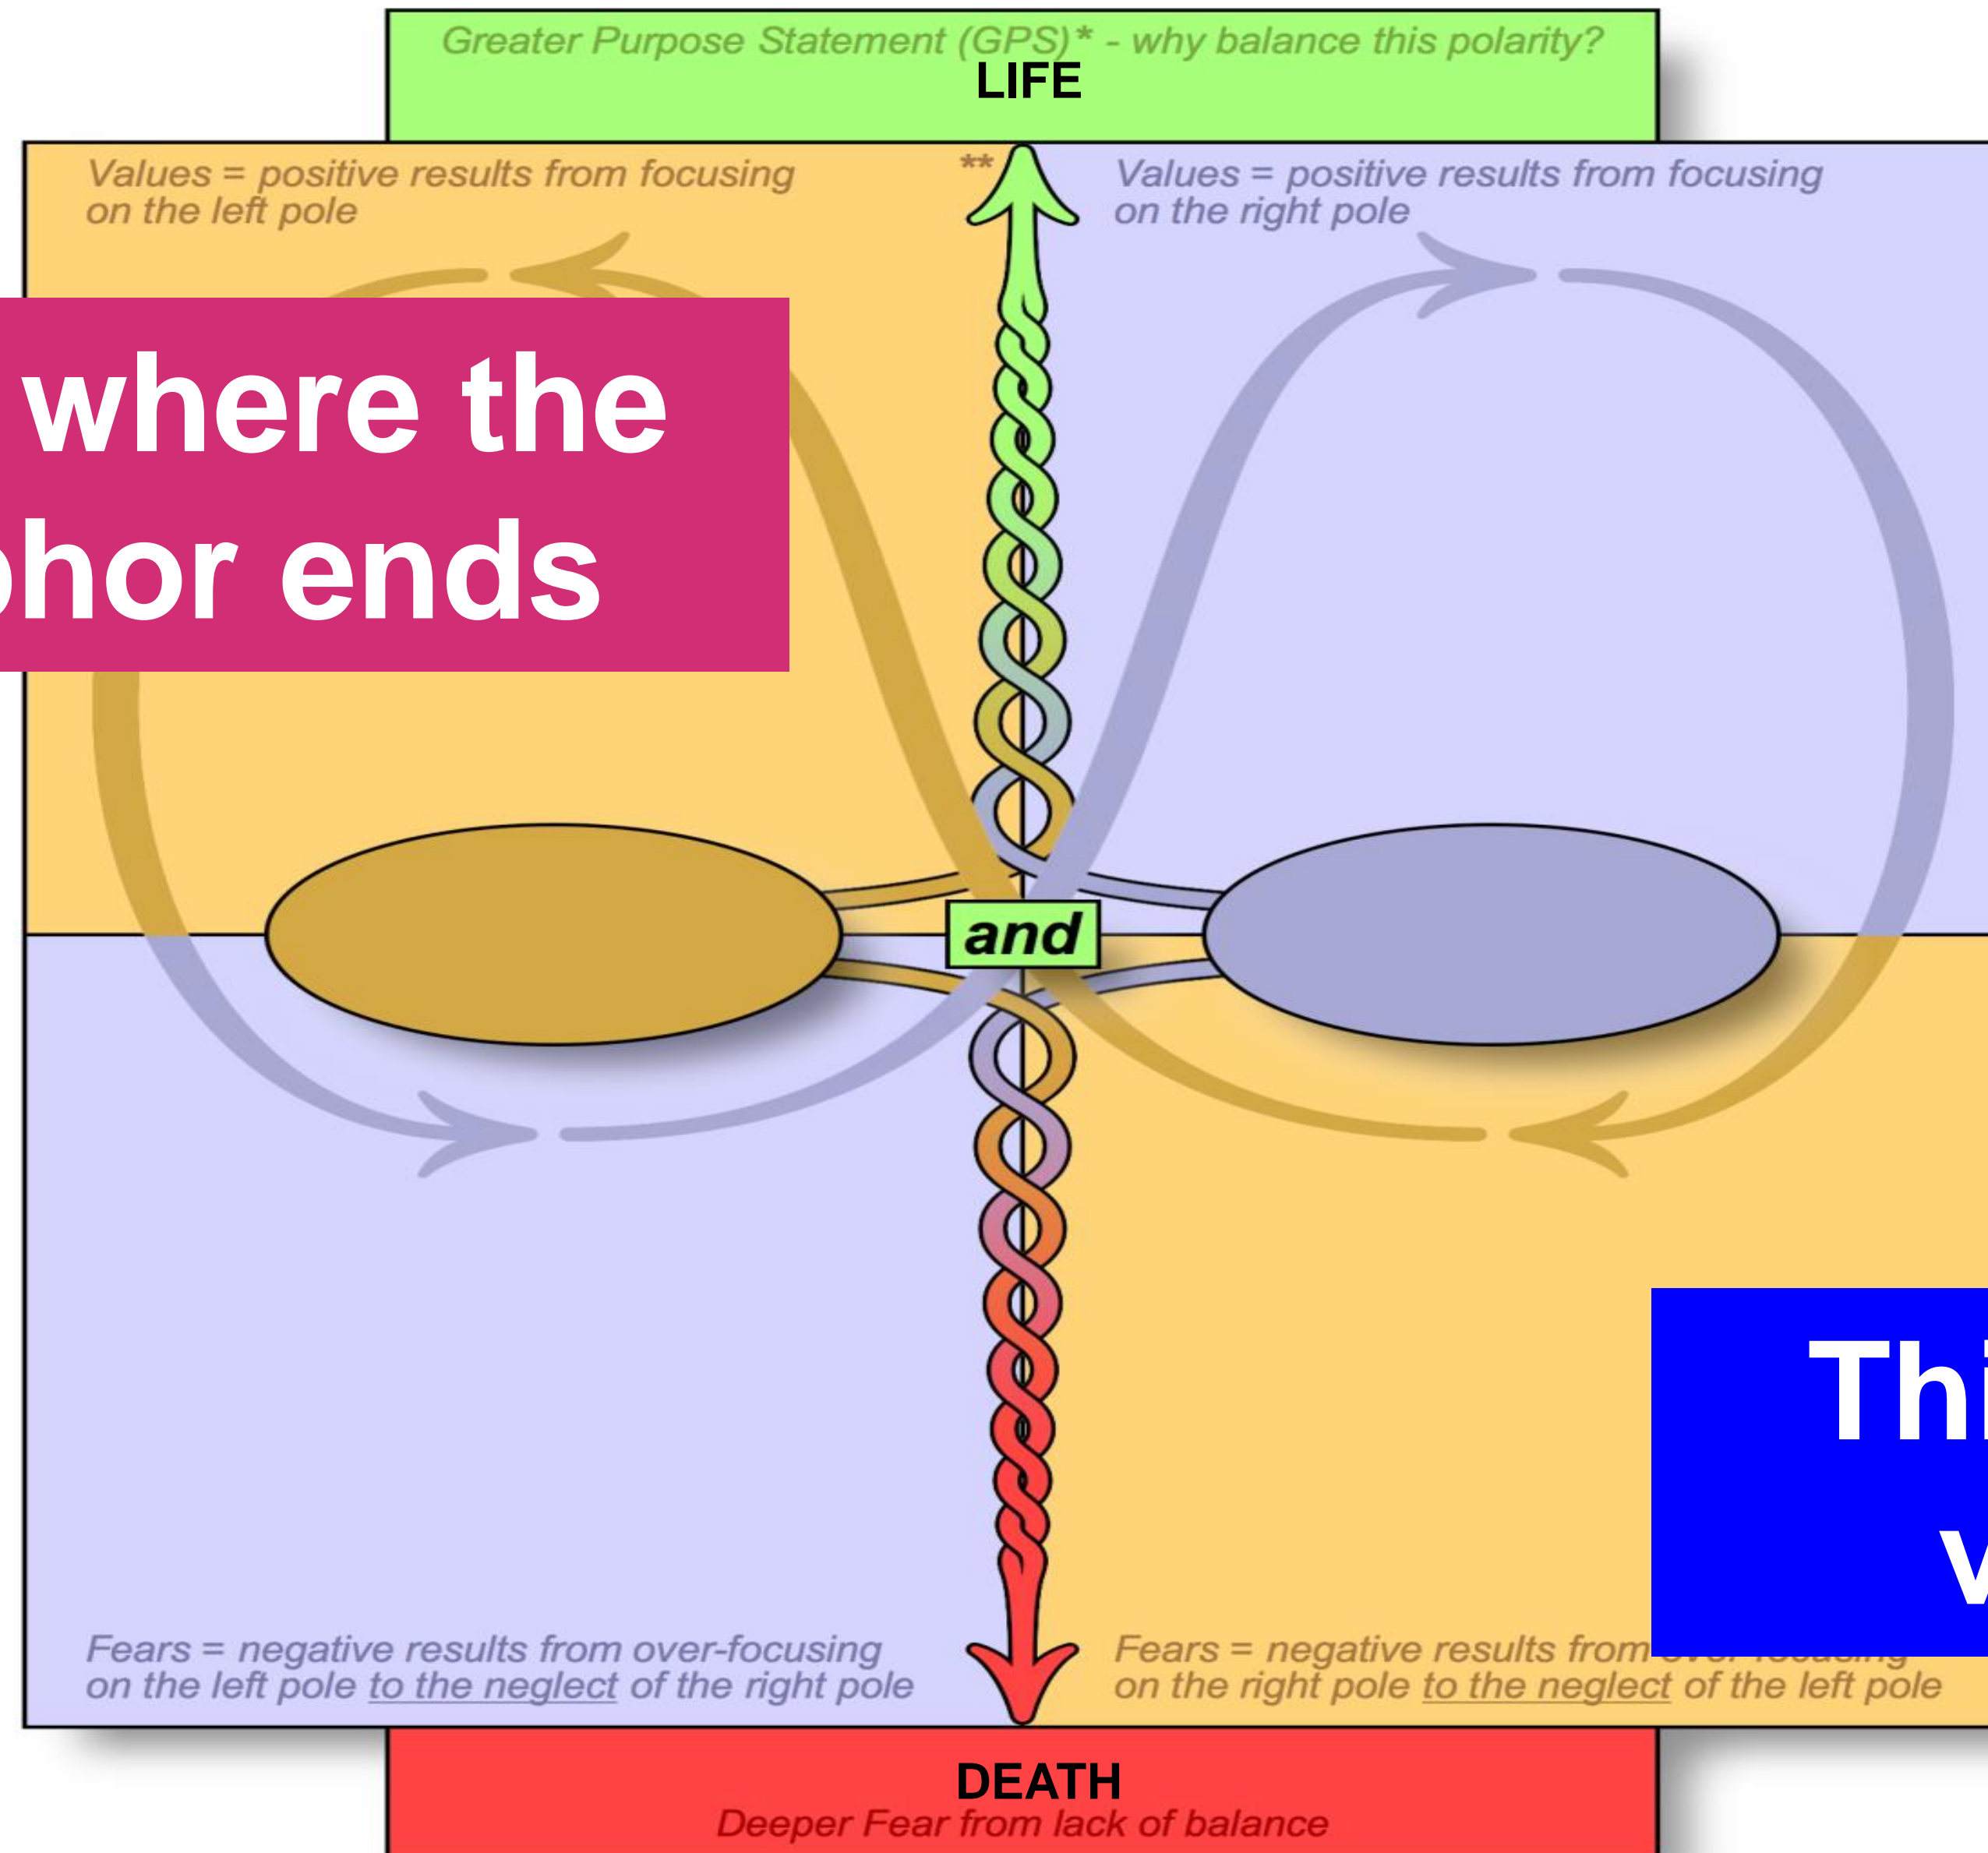 Greater Purpose Statement (GPS)* - why balance this polarity?
LIFE
Values = positive results from focusing
on the left pole
**
Values = positive results from focusing
on the right pole
where the
phor ends
and
Fears = negative results from over-focusing
on the left pole to the neglect of the right pole
Fears = negative results from
on the right pole to the neglect of the left pole
DEATH
Deeper Fear from lack of balance